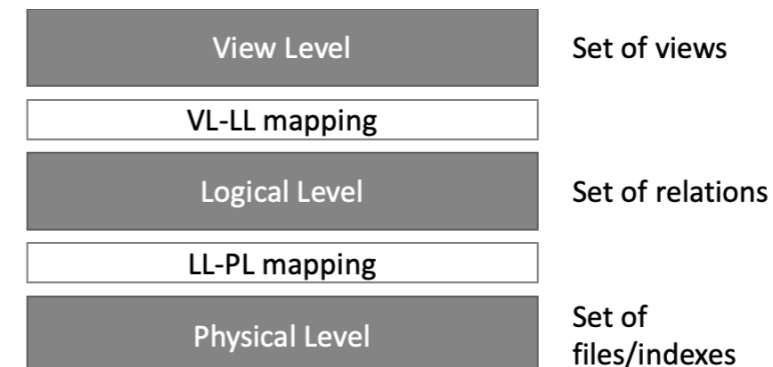 View Level
Set of views
VL-LL mapping
Logical Level
Set of relations
LL-PL mapping
Physical Level
Set of
files/indexes